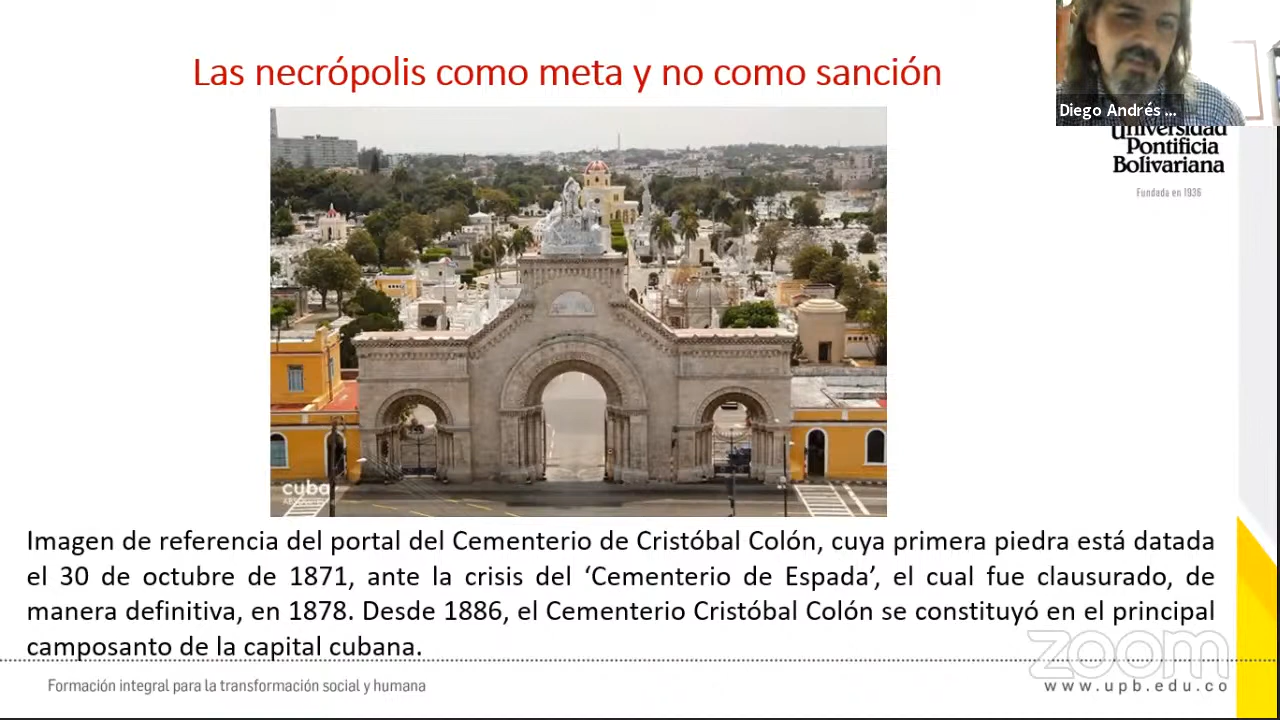 Las necrópolis como meta y no como sanción
Diego Andrés ...
Universidad
Pontificia
Bolivariana
Fundada en 1936
cuba
Imagen de referencia del portal del Cementerio de Cristóbal Colón, cuya primera piedra está datada
el 30 de octubre de 1871, ante la crisis del ‘Cementerio de Espada’, el cual fue clausurado, de
manera definitiva, en 1878. Desde 1886, el Cementerio Cristóbal Colón se constituyó en el principal
camposanto de la capital cubana.
zoom
Formación integral para la transformación social y humana
www.upb.edu.co